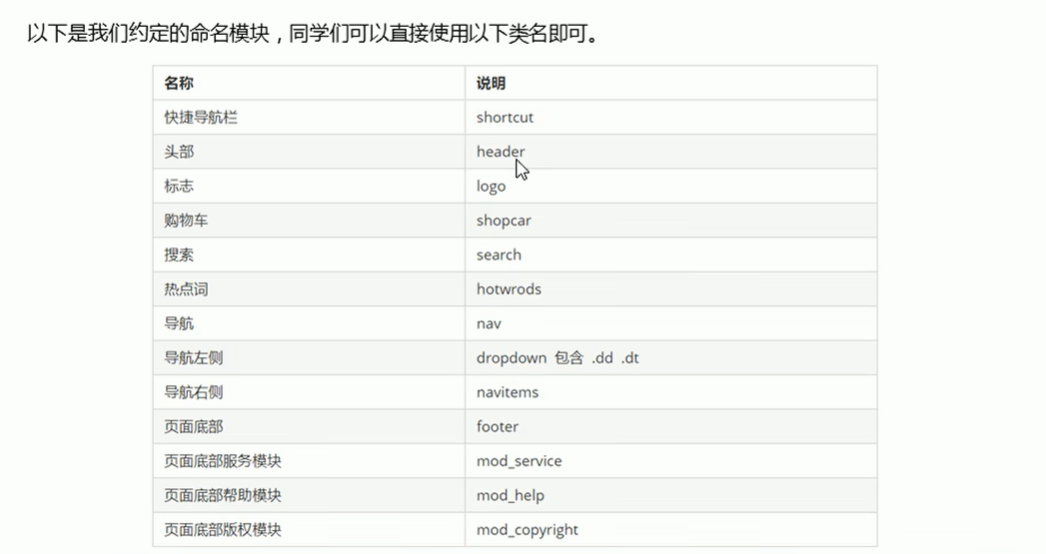 以下是我们约定的命名模块，同学们可以直接使用以下类名即可。
名称 说明
快捷导航栏 shortcut
头部 header
标志 logo
购物车 shopcar
搜索 search
热点词 hotwrods
导航 nav
导航左侧 dropdown 包含 .dd .dt
导航右侧 navitems
页面底部 footer
页面底部服务模块 mod_service
页面底部帮助模块 mod_help
页面底部版权模块 mod_copyright